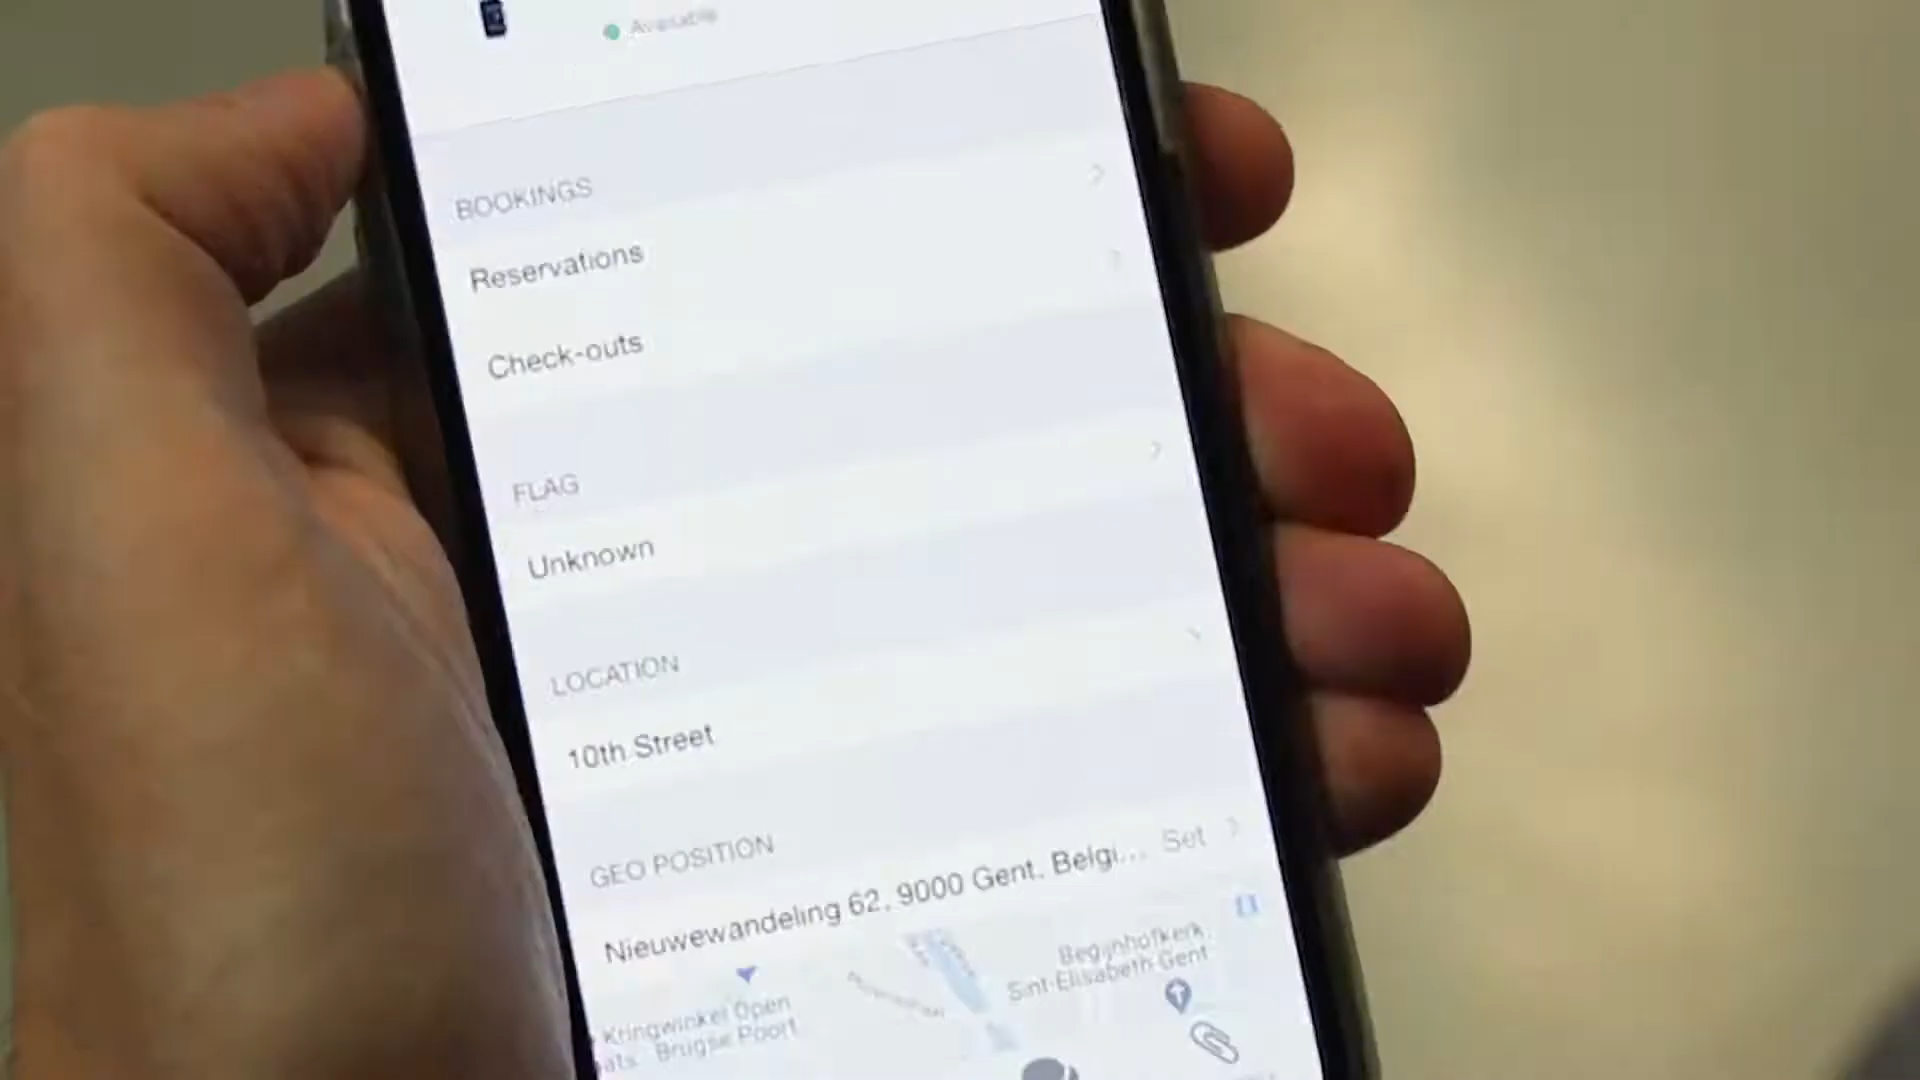 Available
BOOKINGS
Reservations
Check-outs
FLAG
Unknown
LOCATION
10th Street
GEO POSITION
Nieuwewandeling 62, 9000 Gent, Belgi... Set
Begijnhofkerk
Sint-Elisabeth Gent
Kringwinkel Open
Brugse Poort